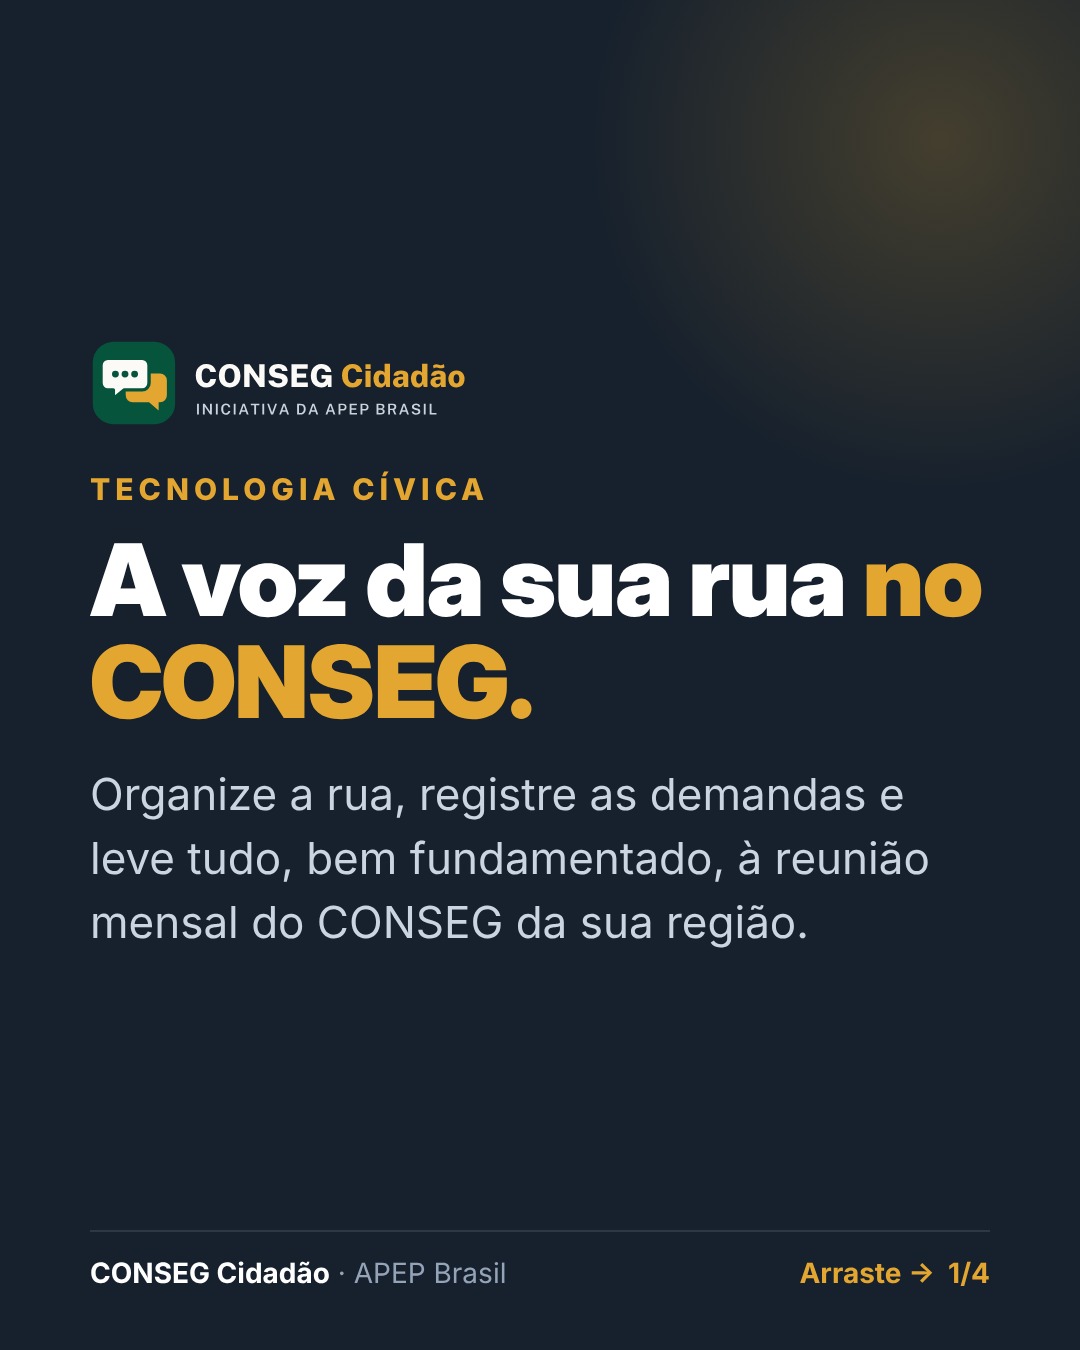 CONSEG Cidadão
INICIATIVA DA APEP BRASIL
TECNOLOGIA CÍVICA
A voz da sua rua no
CONSEG.
Organize a rua, registre as demandas e
leve tudo, bem fundamentado, à reunião
mensal do CONSEG da sua região.
CONSEG Cidadão · APEP Brasil
Arraste → 1/4